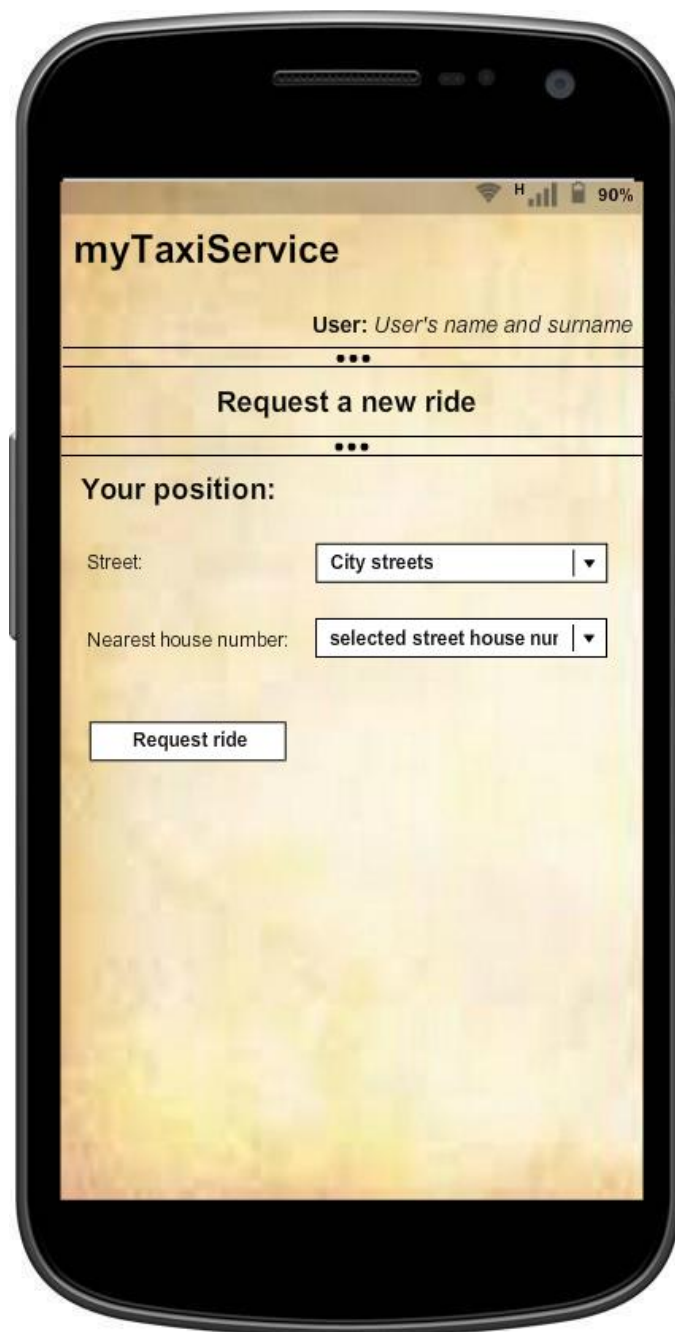 H 90%
myTaxiService
User: User's name and surname
Request a new ride
Your position:
Street: City streets
Nearest house number: selected street house nur
Request ride